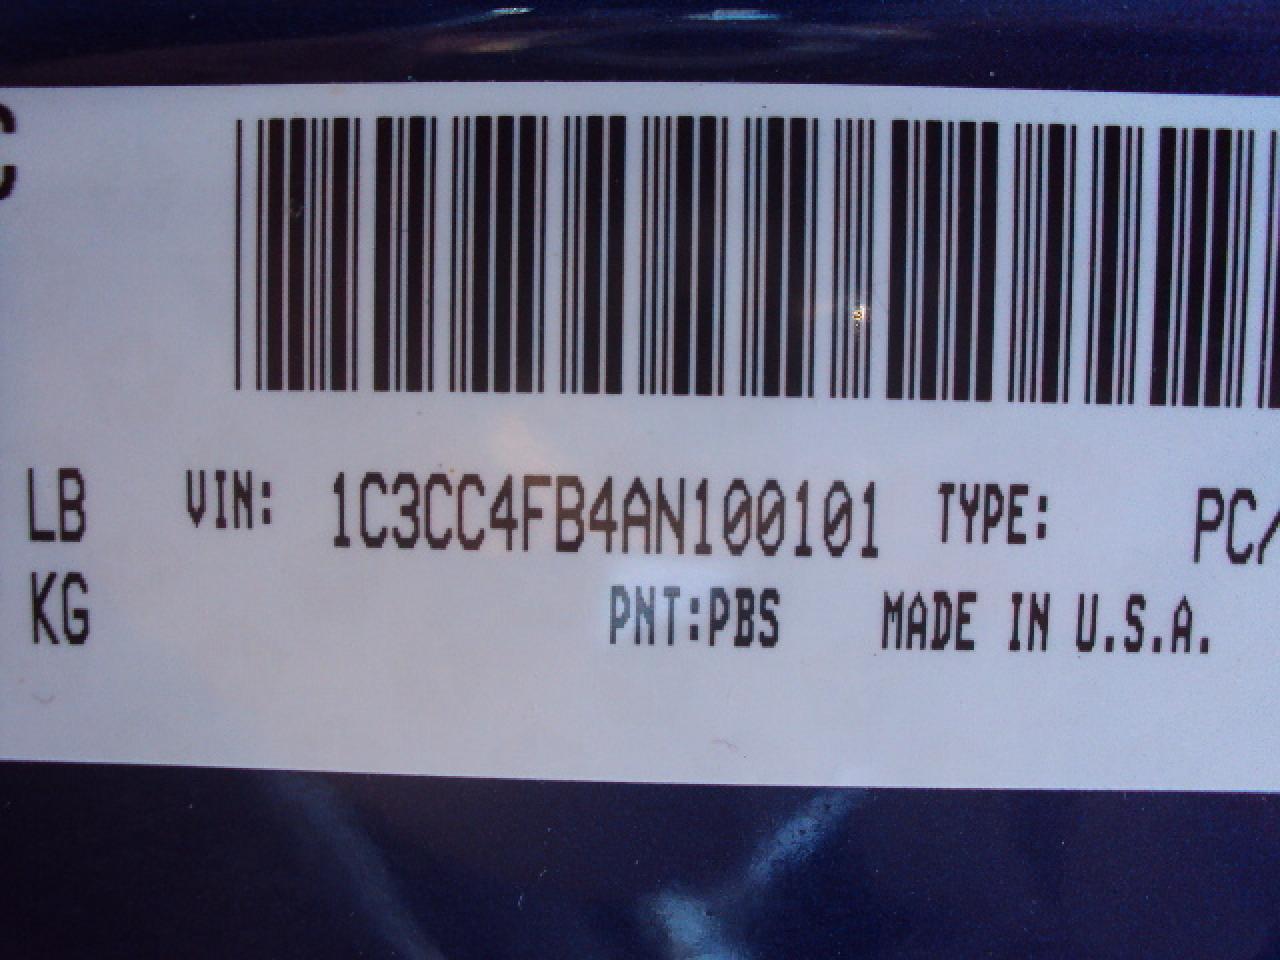 C
LB VIN: 1C3CC4FB4AN100101 TYPE: PC/
KG PNT:PBS MADE IN U.S.A.